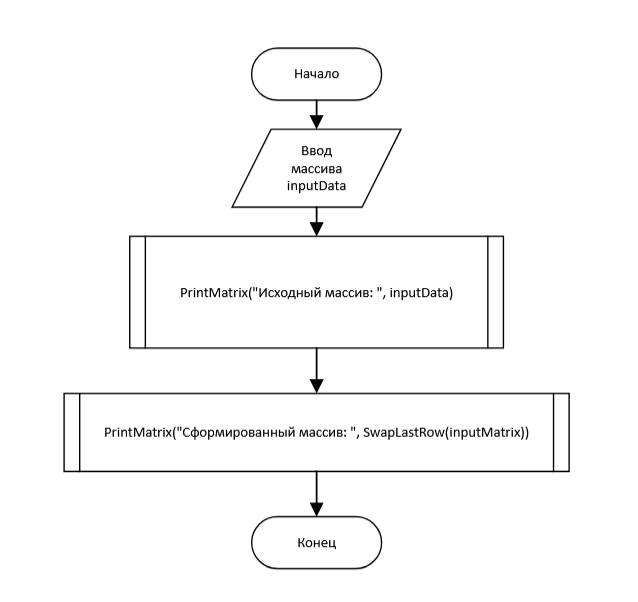 Начало
Ввод
массива
inputData
PrintMatrix("Исходный массив: ", inputData)
PrintMatrix("Сформированный массив: ", SwapLastRow(inputMatrix))
Конец